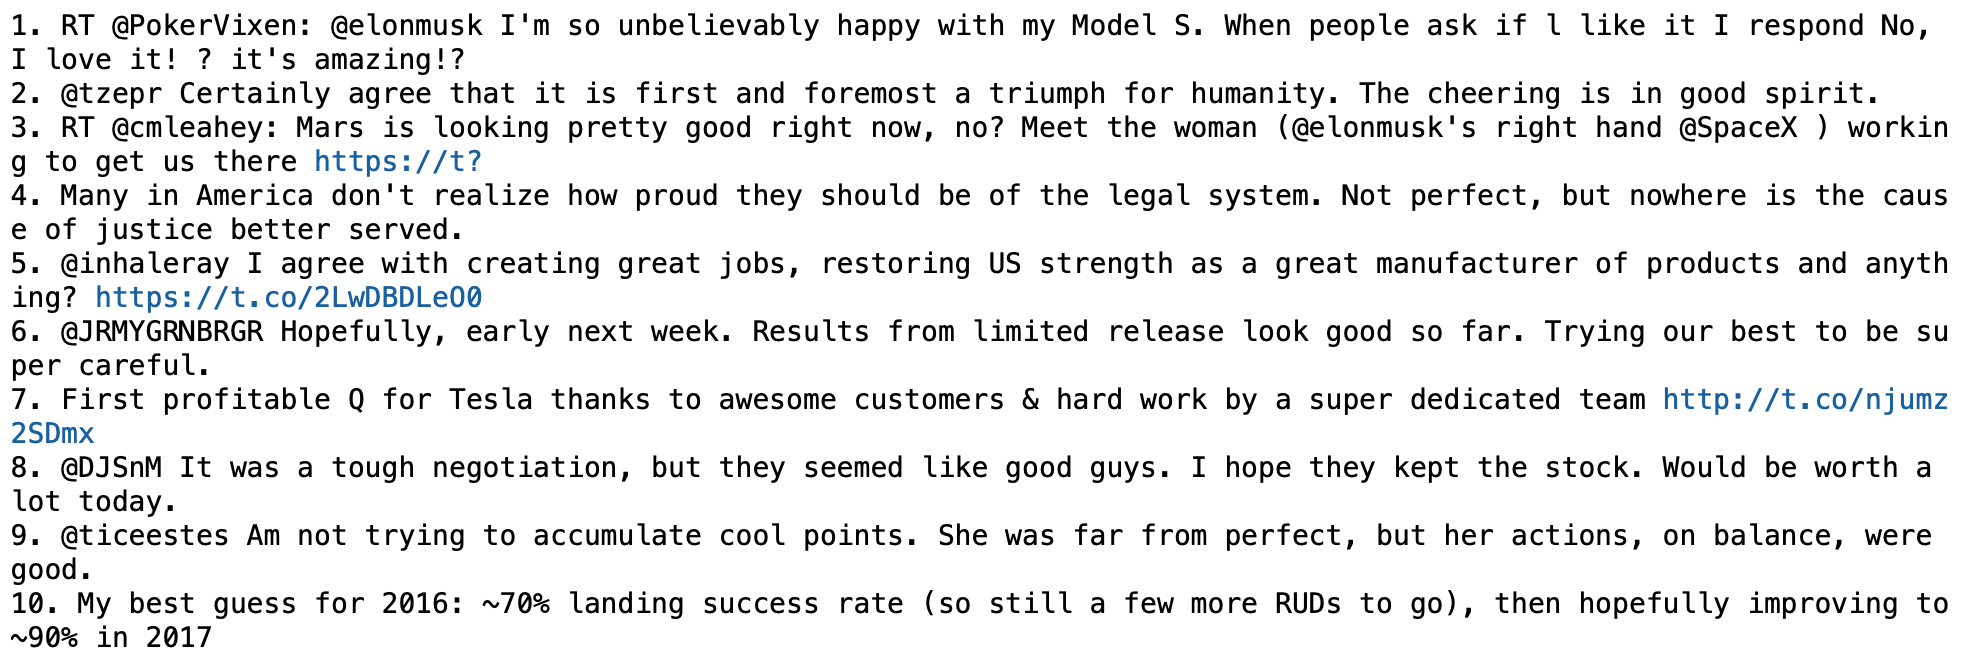 1. RT @PokerVixen: @elonmusk I'm so unbelievably happy with my Model S. When people ask if l like it I respond No,
I love it! ? it's amazing!?
2. @tzepr Certainly agree that it is first and foremost a triumph for humanity. The cheering is in good spirit.
3. RT @cmleahey: Mars is looking pretty good right now, no? Meet the woman (@elonmusk's right hand @SpaceX ) workin
g to get us there https://t?
4. Many in America don't realize how proud they should be of the legal system. Not perfect, but nowhere is the caus
e of justice better served.
5. @inhaleray I agree with creating great jobs, restoring US strength as a great manufacturer of products and anyth
ing? https://t.co/2LwDBDLeO0
6. @JRMYGRNBRGR Hopefully, early next week. Results from limited release look good so far. Trying our best to be su
per careful.
7. First profitable Q for Tesla thanks to awesome customers & hard work by a super dedicated team http://t.co/njumz
2SDmx
8. @DJSnM It was a tough negotiation, but they seemed like good guys. I hope they kept the stock. Would be worth a
lot today.
9. @ticeestes Am not trying to accumulate cool points. She was far from perfect, but her actions, on balance, were
good.
10. My best guess for 2016: ~70% landing success rate (so still a few more RUDs to go), then hopefully improving to
~90% in 2017